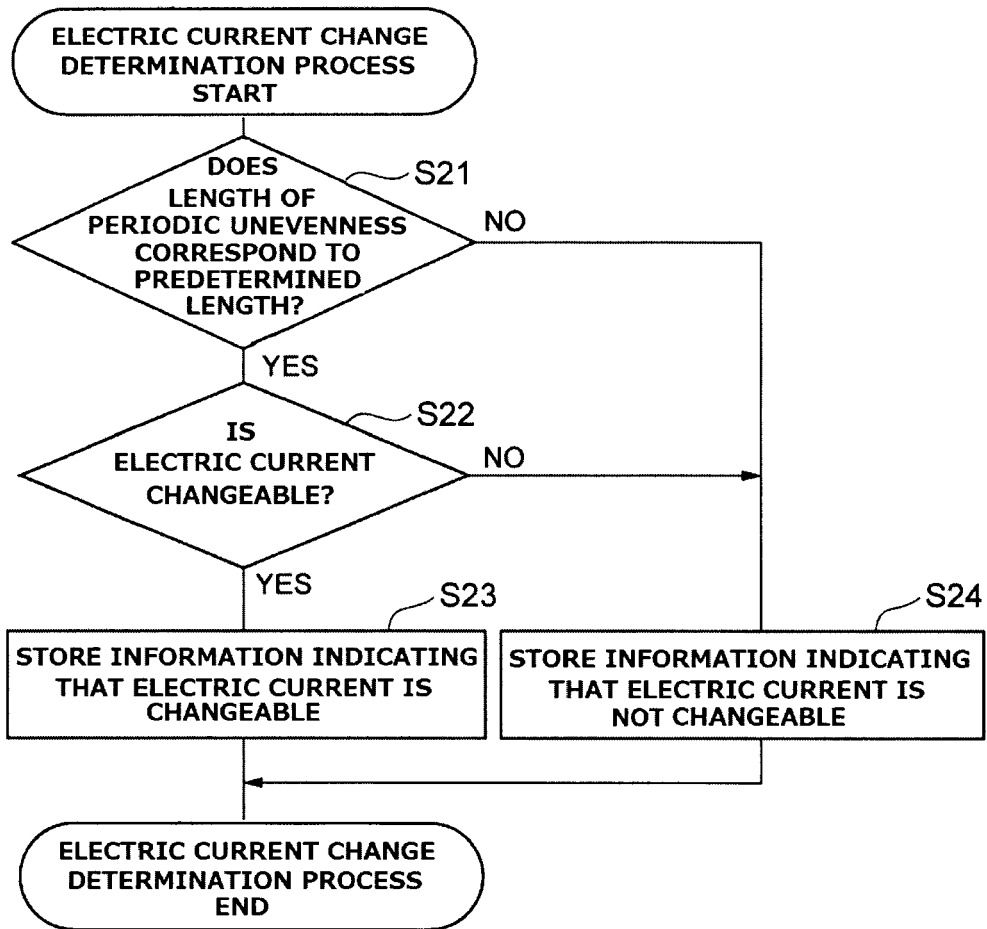 ELECTRIC CURRENT CHANGE
DETERMINATION PROCESS
START
DOES
LENGTH OF
PERIODIC UNEVENNESS
CORRESPOND TO
PREDETERMINED
LENGTH?
S21
NO
YES
IS
ELECTRIC CURRENT
CHANGEABLE?
S22
NO
YES
S23
STORE INFORMATION INDICATING
THAT ELECTRIC CURRENT IS
CHANGEABLE
S24
STORE INFORMATION INDICATING
THAT ELECTRIC CURRENT IS
NOT CHANGEABLE
ELECTRIC CURRENT CHANGE
DETERMINATION PROCESS
END